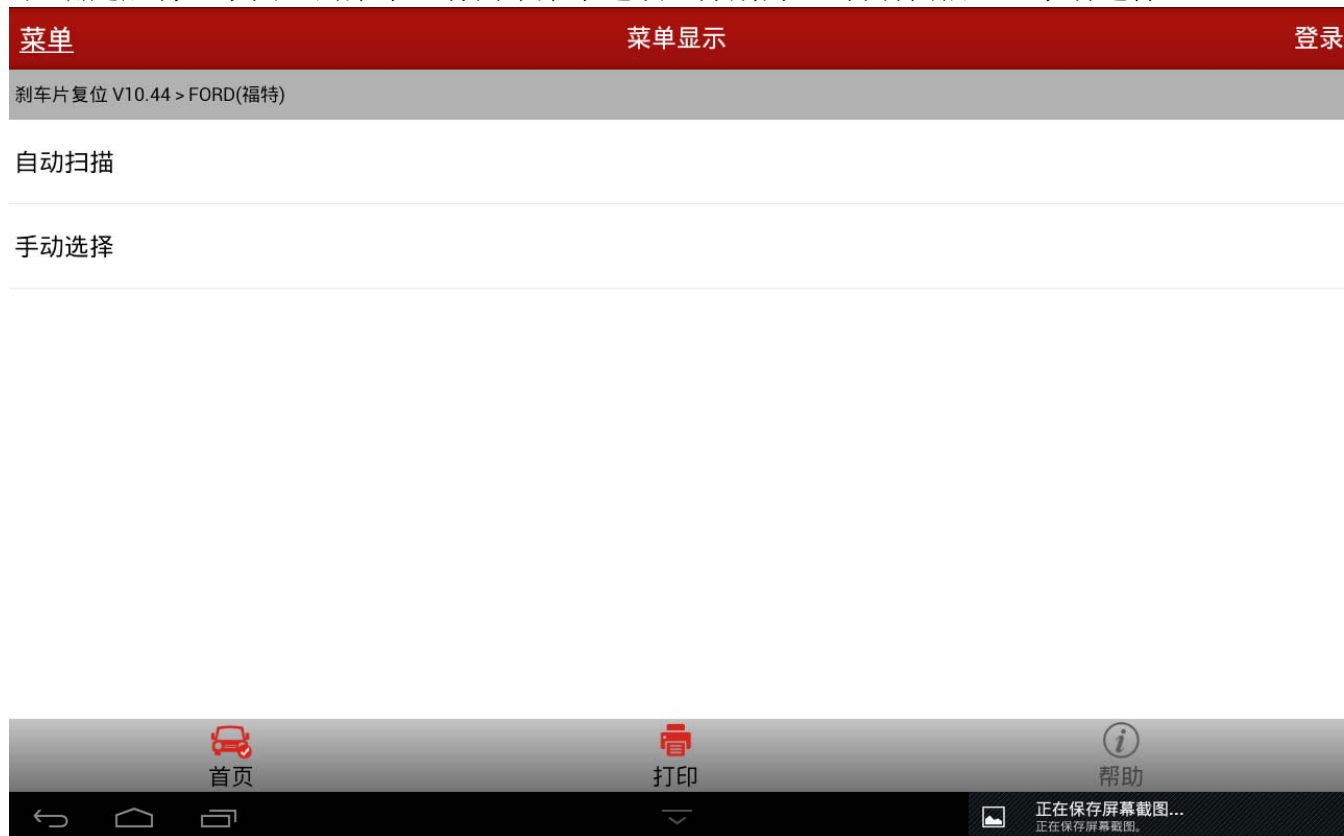 菜单
菜单显示
登录
刹车片复位 V10.44 > FORD(福特)
自动扫描
手动选择
首页
打印
帮助
正在保存屏幕截图...
正在保存屏幕截图。